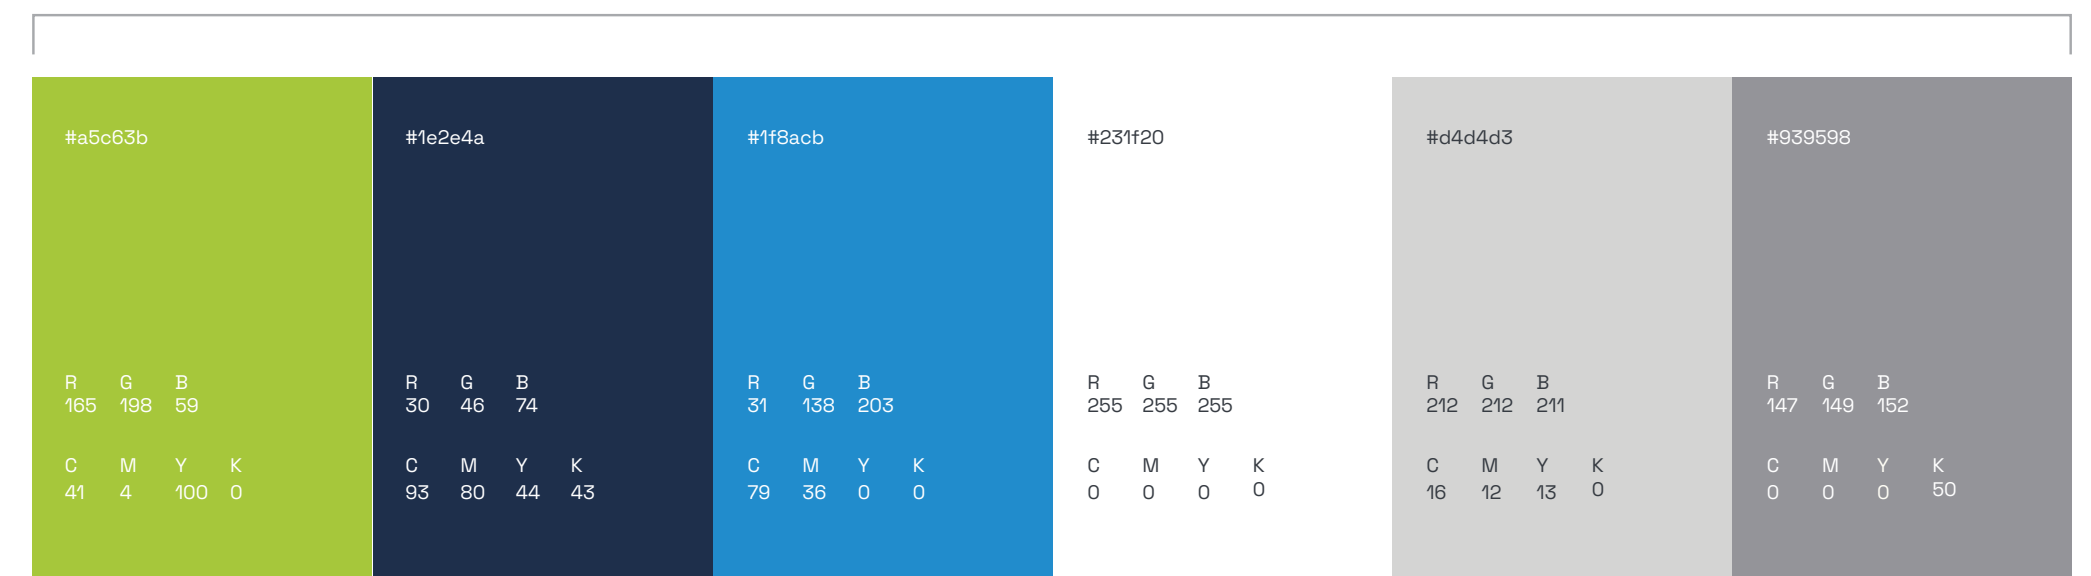 #a5c63b
R G B
165 198 59
C M Y K
41 4 100 0
#1e2e4a
R G B
30 46 74
C M Y K
93 80 44 43
#1f8acb
R G B
31 138 203
C M Y K
79 36 0 0
#231f20
R G B
255 255 255
C M Y K
0 0 0 0
#d4d4d3
R G B
212 212 211
C M Y K
16 12 13 0
#939598
R G B
147 149 152
C M Y K
0 0 0 50